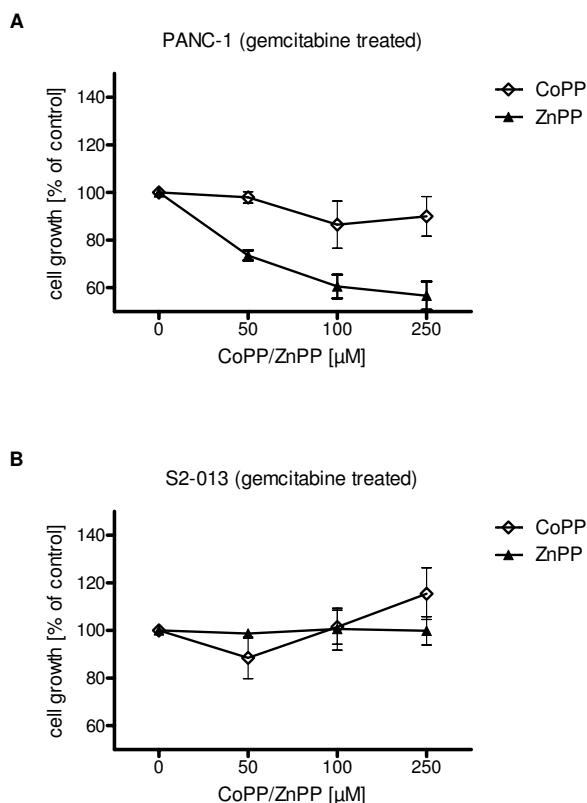 A
PANC-1 (gemcitabine treated)
cell growth [% of control]
140
120
100
80
60
0 50 100 250
CoPP/ZnPP [µM]
CoPP
ZnPP
B
S2-013 (gemcitabine treated)
cell growth [% of control]
140
120
100
80
60
0 50 100 250
CoPP/ZnPP [µM]
CoPP
ZnPP